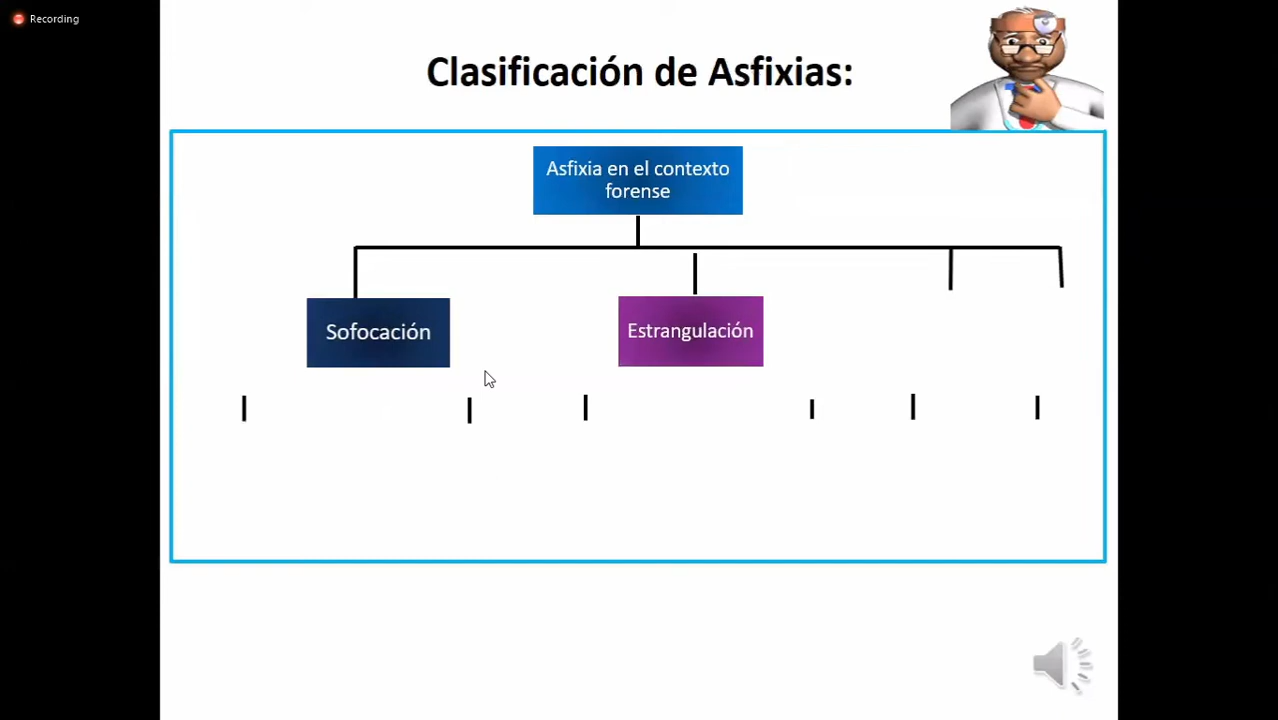 Recording
Clasificación de Asfixias:
Asfixia en el contexto
forense
Sofocación
Estrangulación